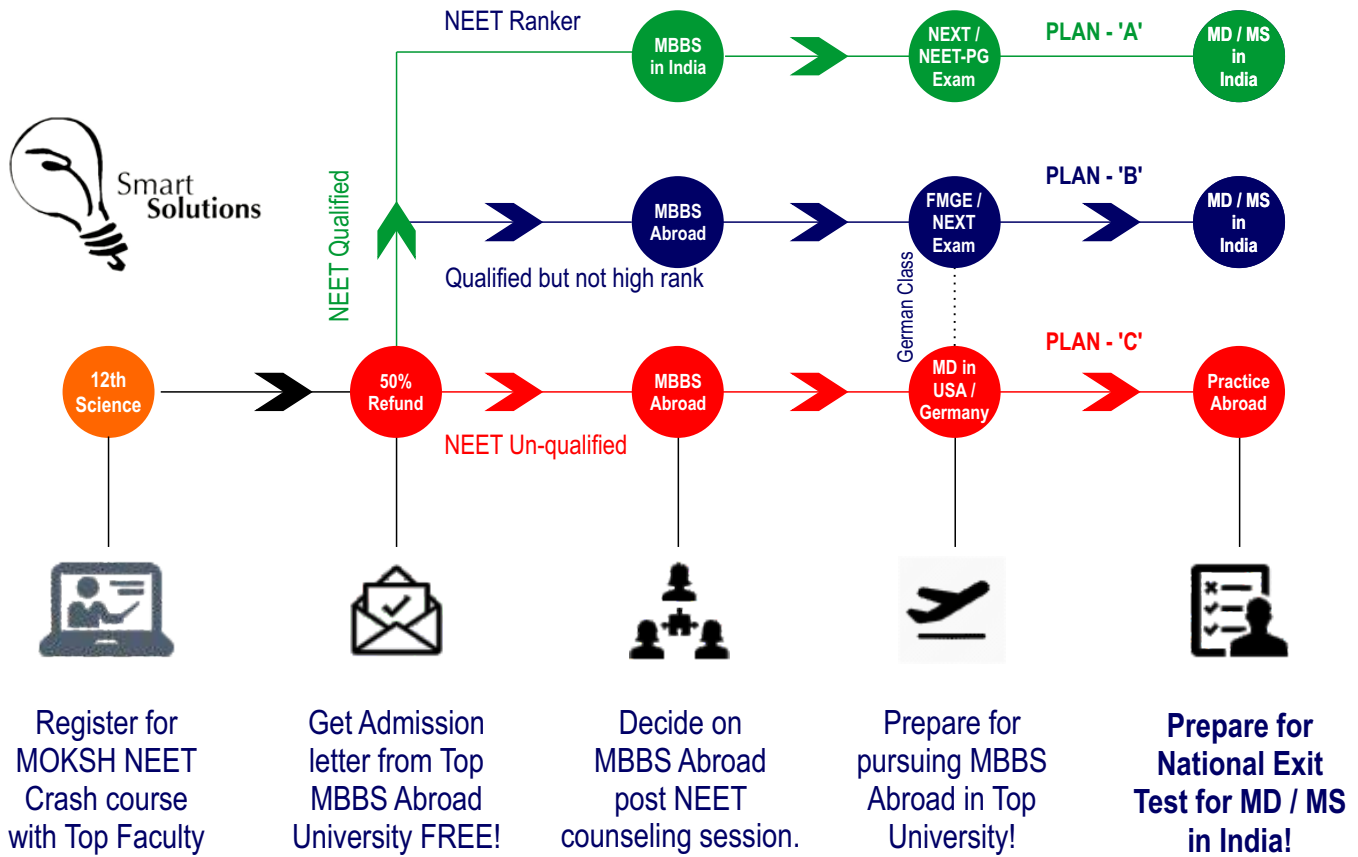 NEET Ranker
MBBS
in India
NEXT /
NEET-PG
Exam
PLAN - 'A'
MD / MS
in
India
Smart
Solutions
NEET Qualified
MBBS
Abroad
Qualified but not high rank
FMGE /
NEXT
Exam
PLAN - 'B'
MD / MS
in
India
German Class
12th
Science
50%
Refund
NEET Un-qualified
MBBS
Abroad
MD in
USA /
Germany
PLAN - 'C'
Practice
Abroad
Register for
MOKSH NEET
Crash course
with Top Faculty
Get Admission
letter from Top
MBBS Abroad
University FREE!
Decide on
MBBS Abroad
post NEET
counseling session.
Prepare for
pursuing MBBS
Abroad in Top
University!
Prepare for
National Exit
Test for MD / MS
in India!